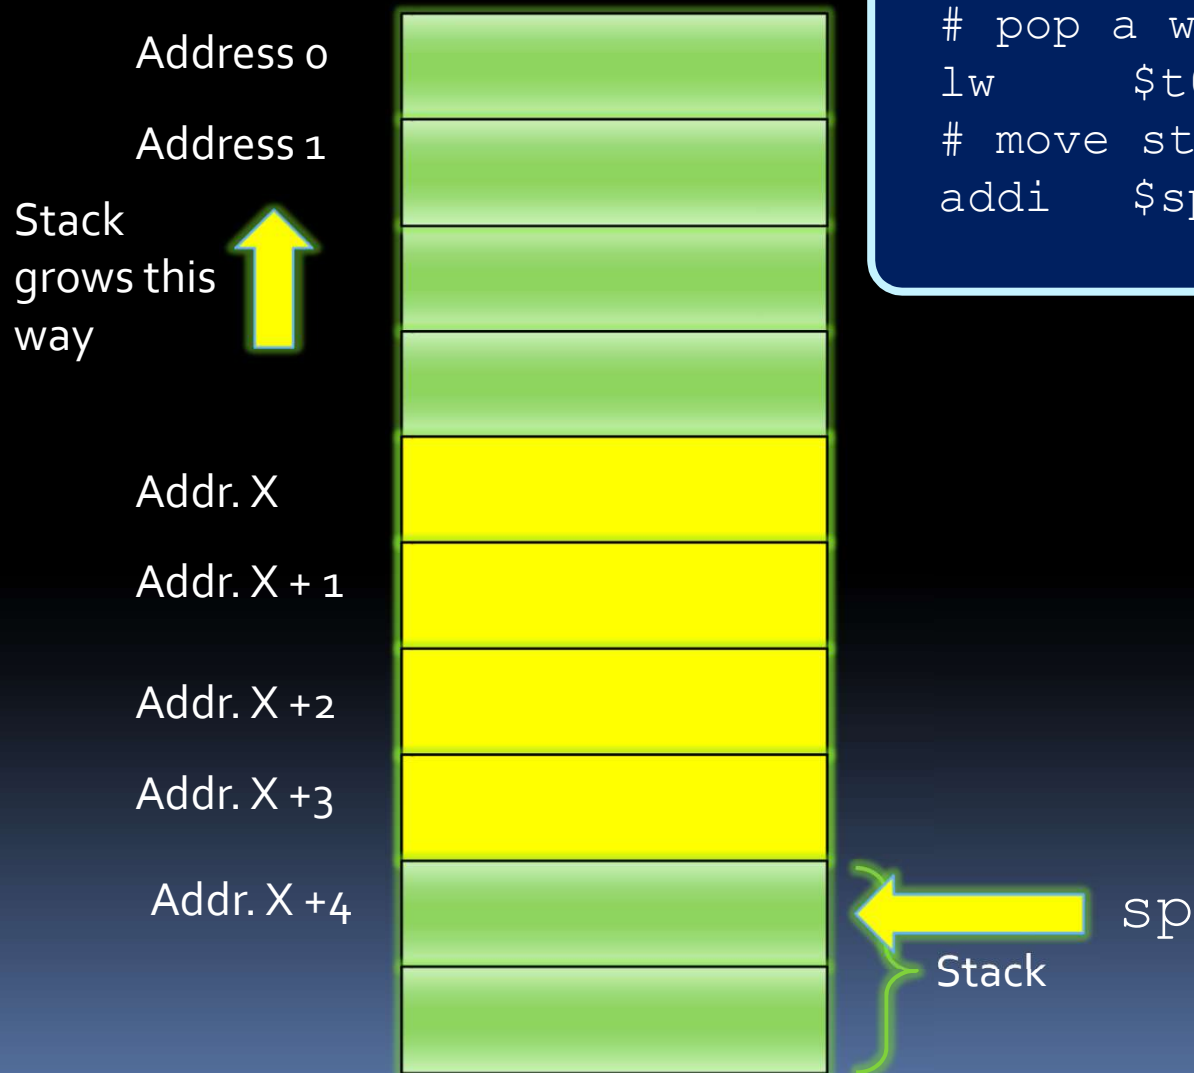 # pop a w
lw $t
# move st
addi $sp
Address 0
Address 1
Stack
grows this
way
Addr. X
Addr. X + 1
Addr. X +2
Addr. X +3
Addr. X +4
sp
Stack